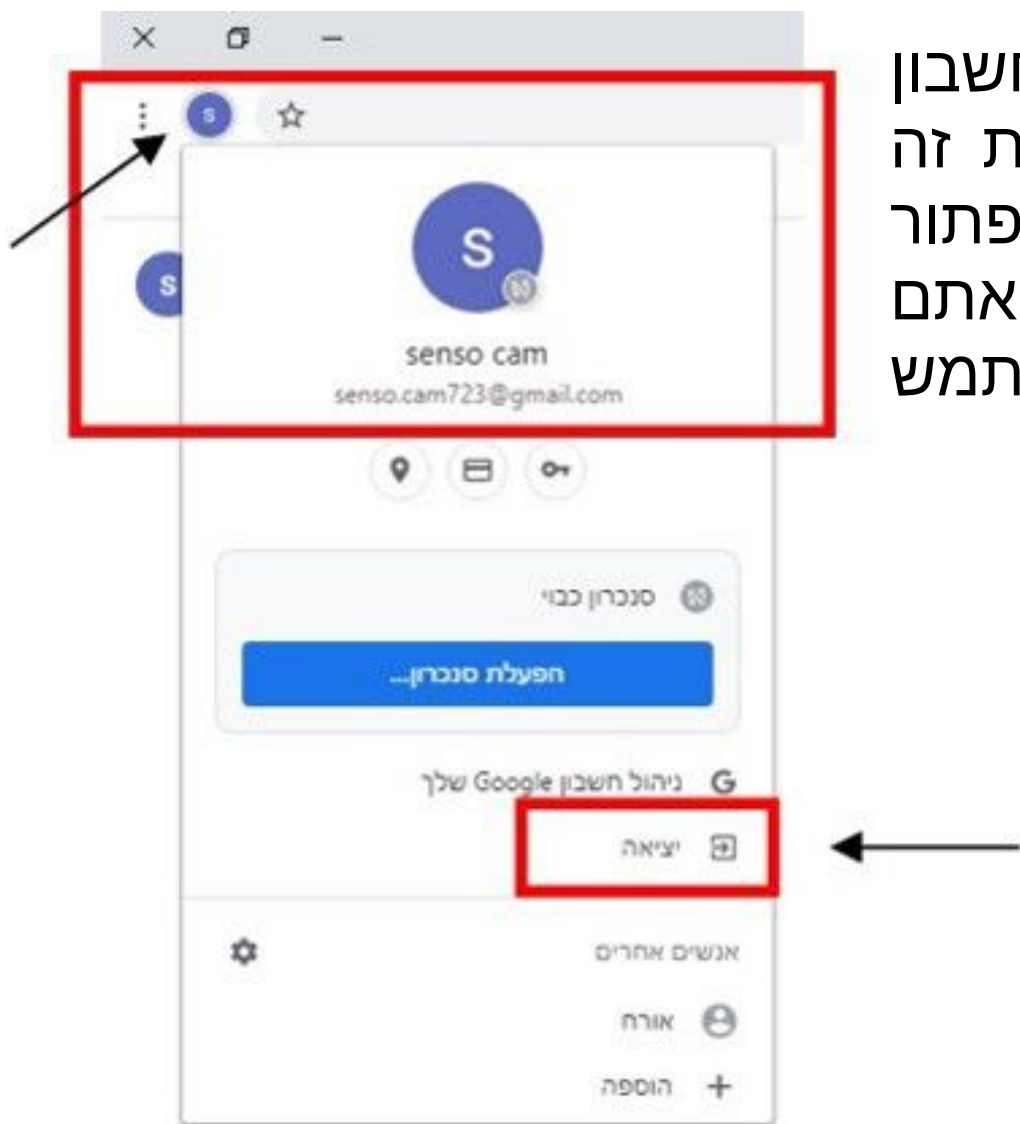 חשבון
ת זה
פתור
אתם
תמש
S
S
S
senso cam
senso.cam723@gmail.com
סנכרון כבוי
הפעלת סנכרון...
ניהול חשבון Google שלך
יציאה
אנשים אחרים
אורח
הוספה